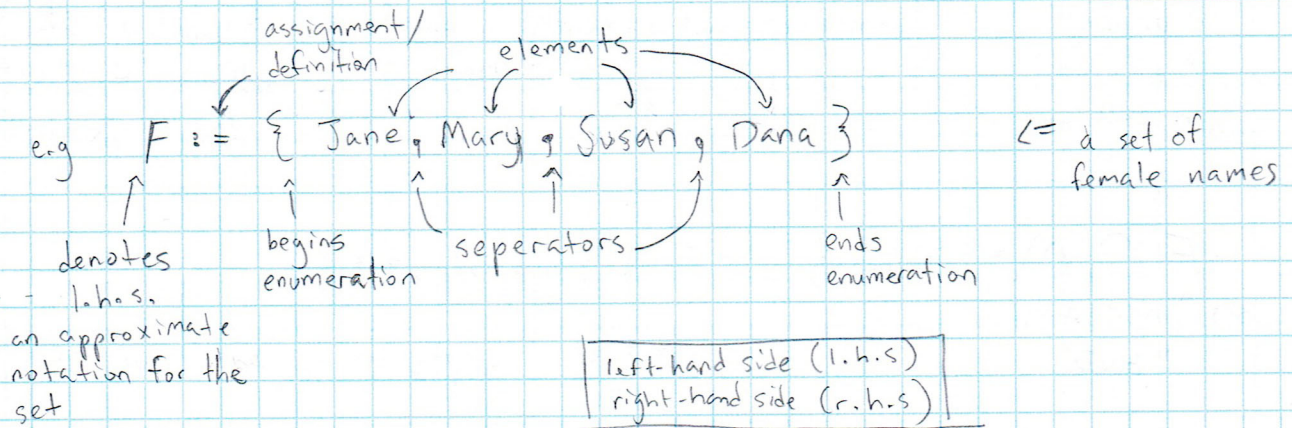 assignment/
definition
elements
e.g F := { Jane, Mary, Susan, Dana } <= a set of
female names
denotes
l.h.s.
an approximate
notation for the
set
begins
enumeration
seperators
ends
enumeration
left-hand side (l.h.s)
right-hand side (r.h.s)